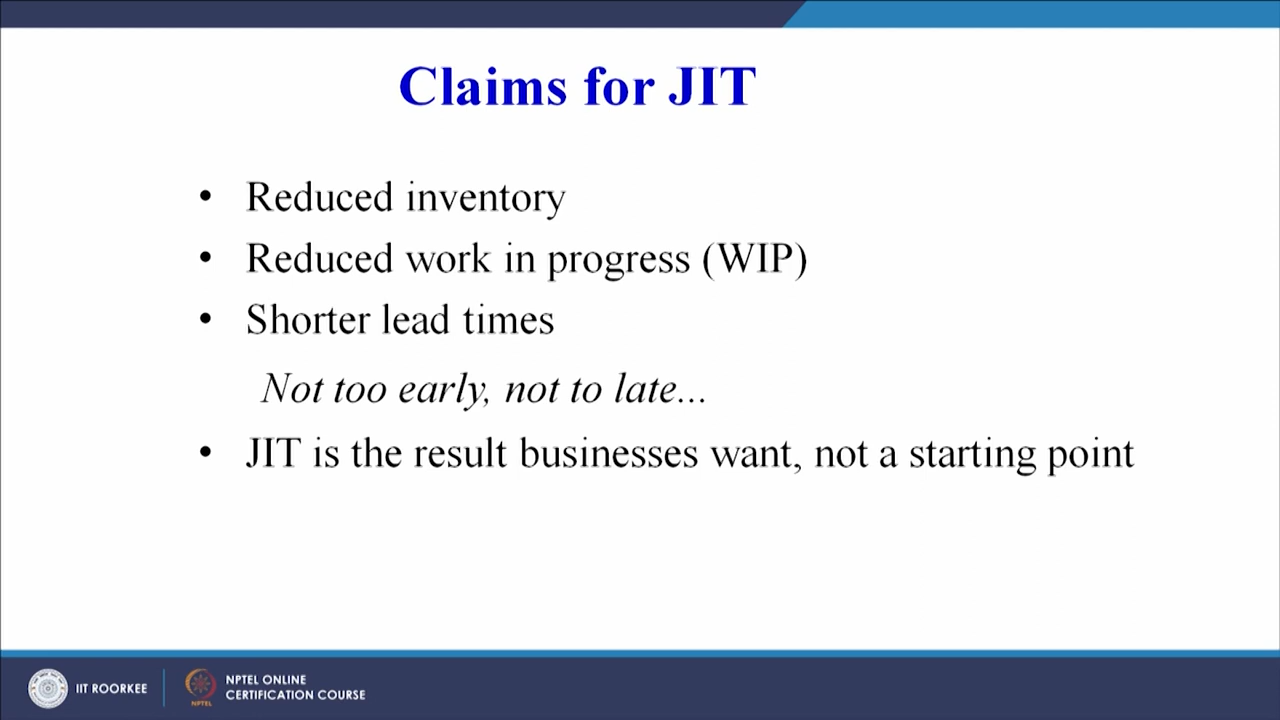 Claims for JIT
• Reduced inventory
• Reduced work in progress (WIP)
• Shorter lead times
Not too early, not to late...
• JIT is the result businesses want, not a starting point
IIT ROORKEE
NPTEL
NPTEL ONLINE
CERTIFICATION COURSE